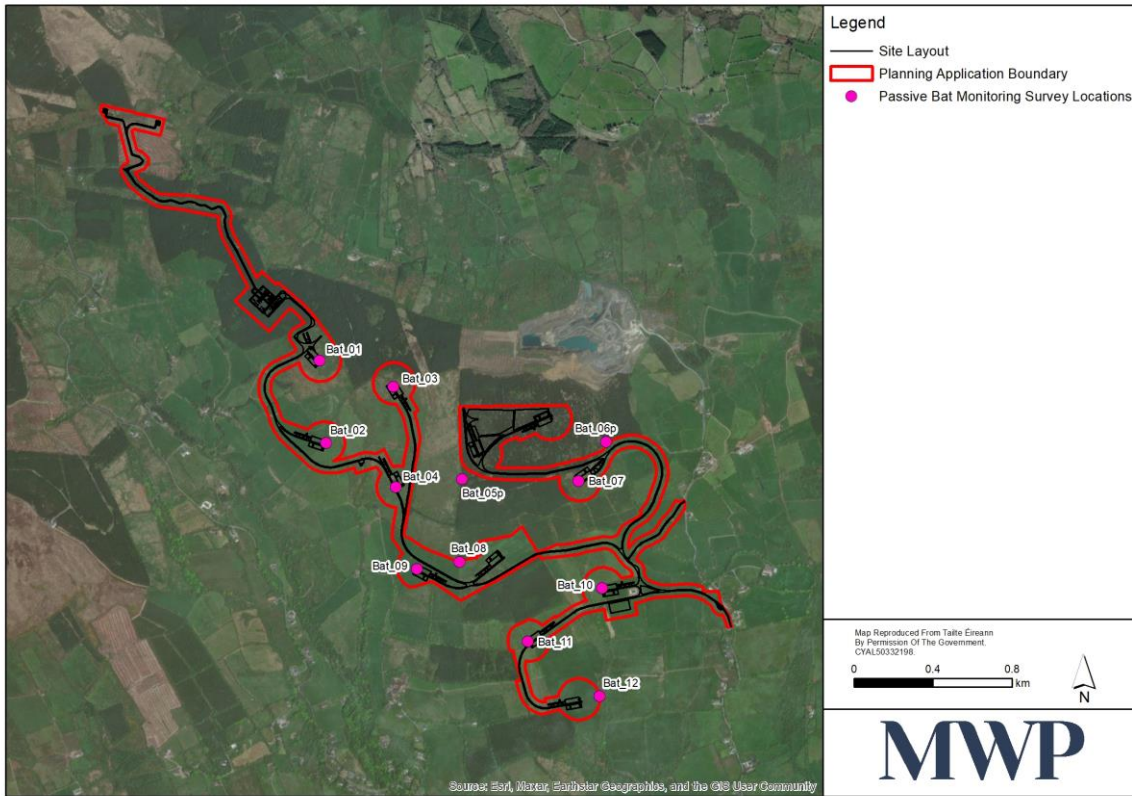 Legend
Site Layout
Planning Application Boundary
Passive Bat Monitoring Survey Locations
Bat_01
Bat_03
Bat_02
Bat_06p
Bat_04
Bat_05p
Bat_07
Bat_08
Bat_09
Bat_10
Bat_11
Bat_12
Map Reproduced From Tailte Éireann
By Permission Of The Government.
CYAL50332198.
0 0.4 0.8
km
N
MWP
Source: Esri, Maxar, Earthstar Geographics, and the GIS User Community